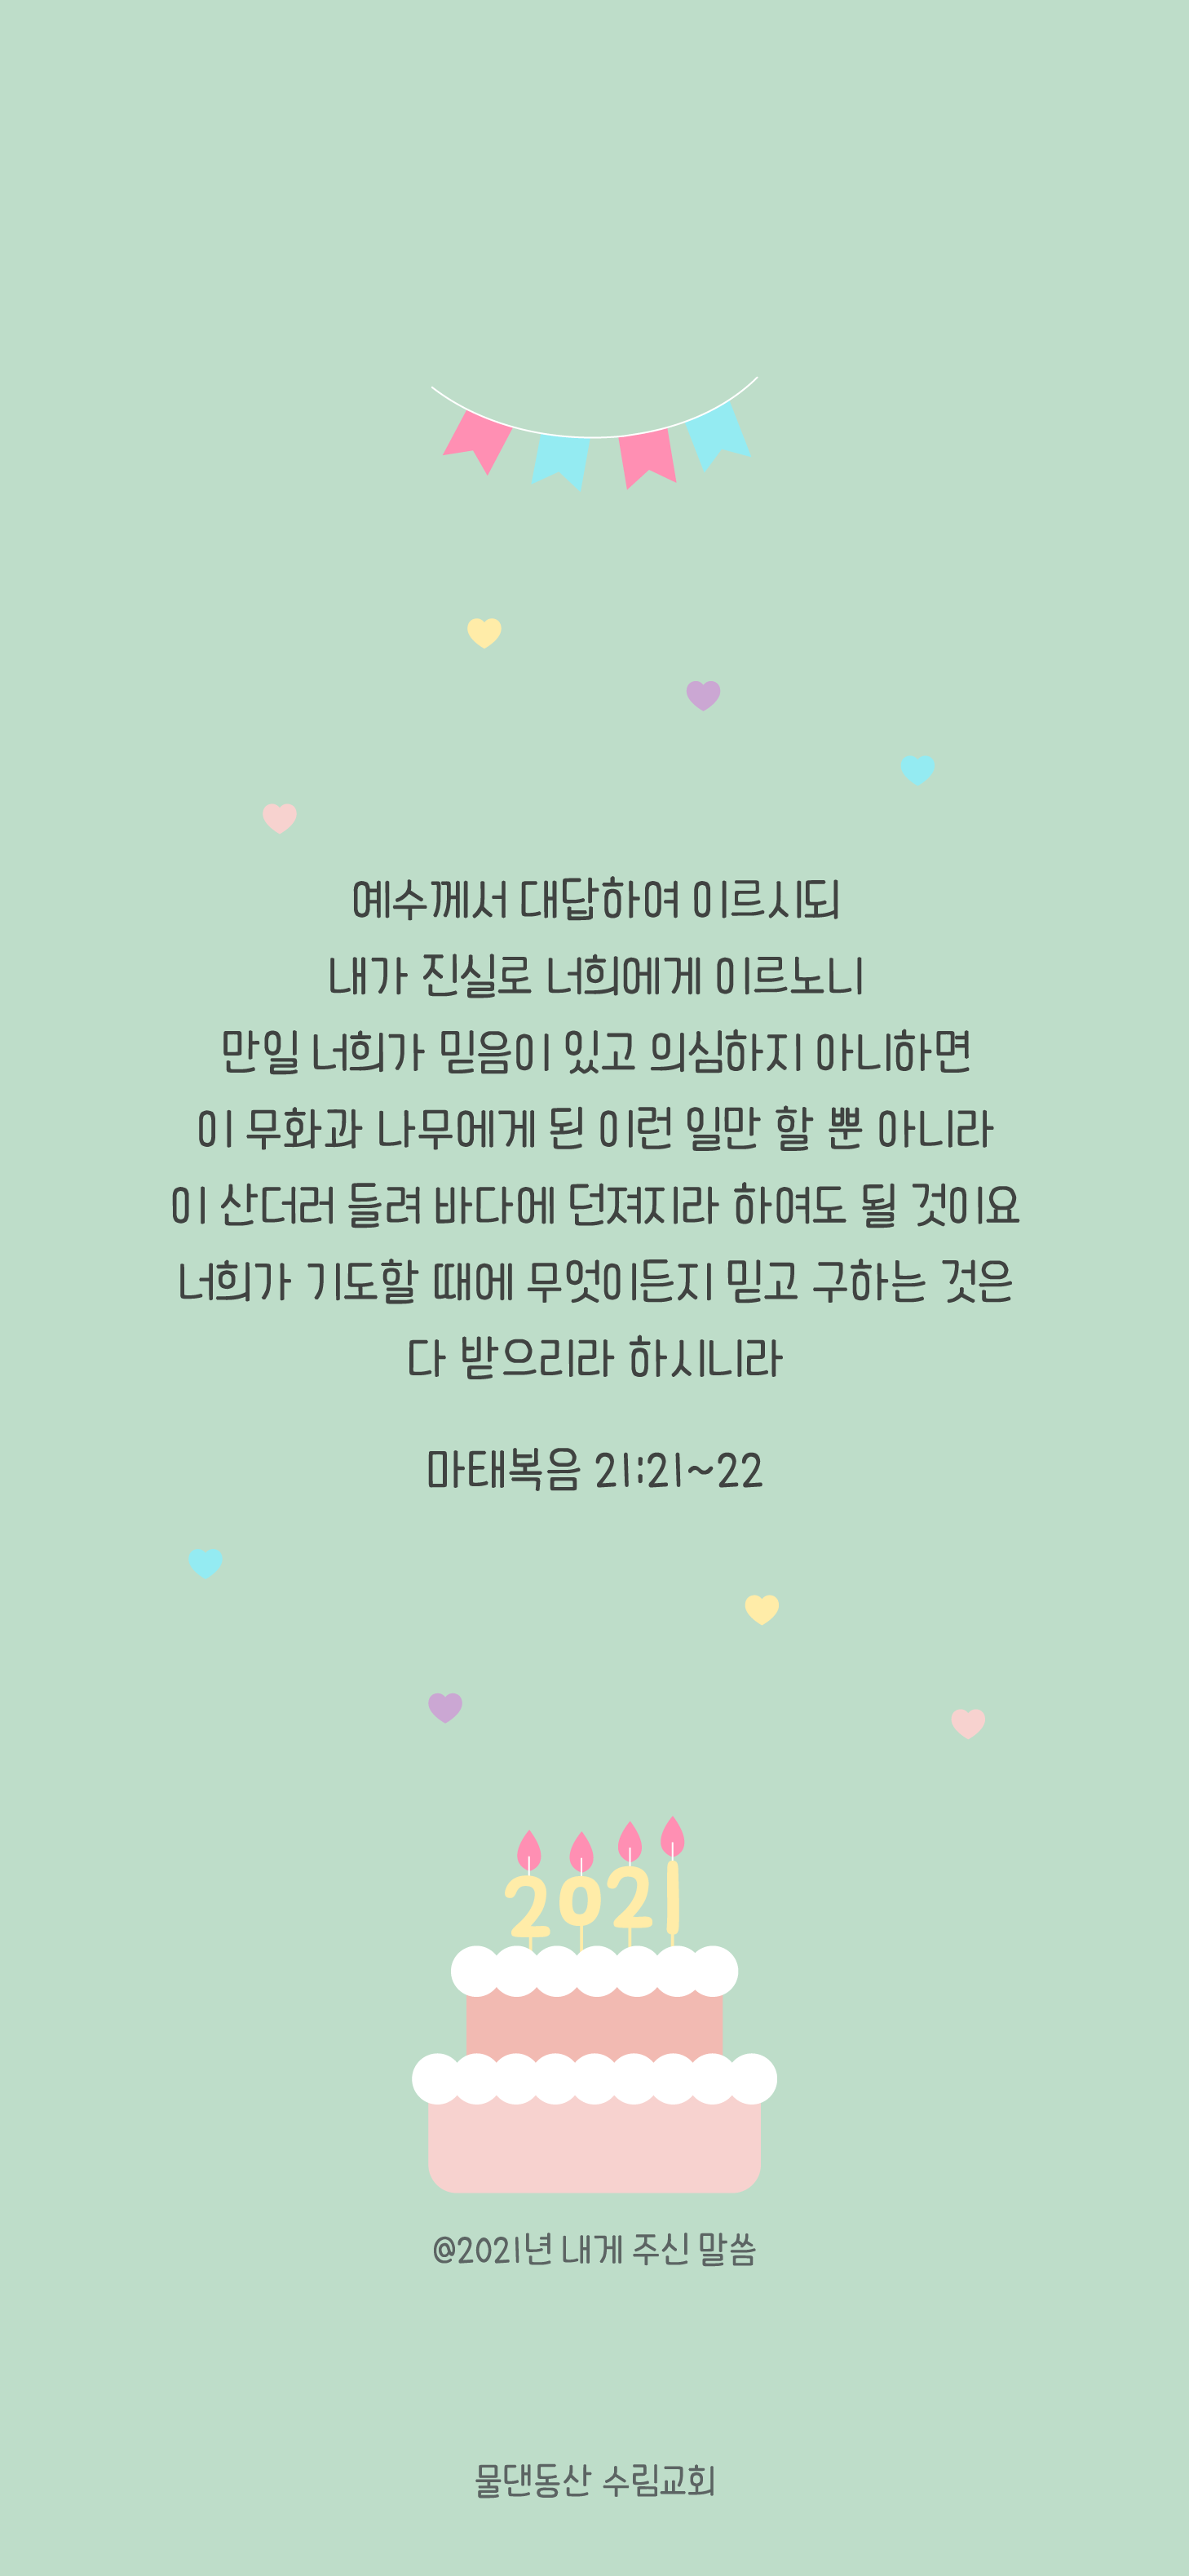 예수께서 대답하여 이르시되
내가 진실로 너희에게 이르노니
만일 너희가 믿음이 있고 의심하지 아니하면
이 무화과 나무에게 된 이런 일만 할 뿐 아니라
이 산더러 들려 바다에 던져지라 하여도 될 것이요
너희가 기도할 때에 무엇이든지 믿고 구하는 것은
다 받으리라 하시니라
마태복음 21:21~22
2021
@2021년 내게 주신 말씀
물댄동산 수림교회